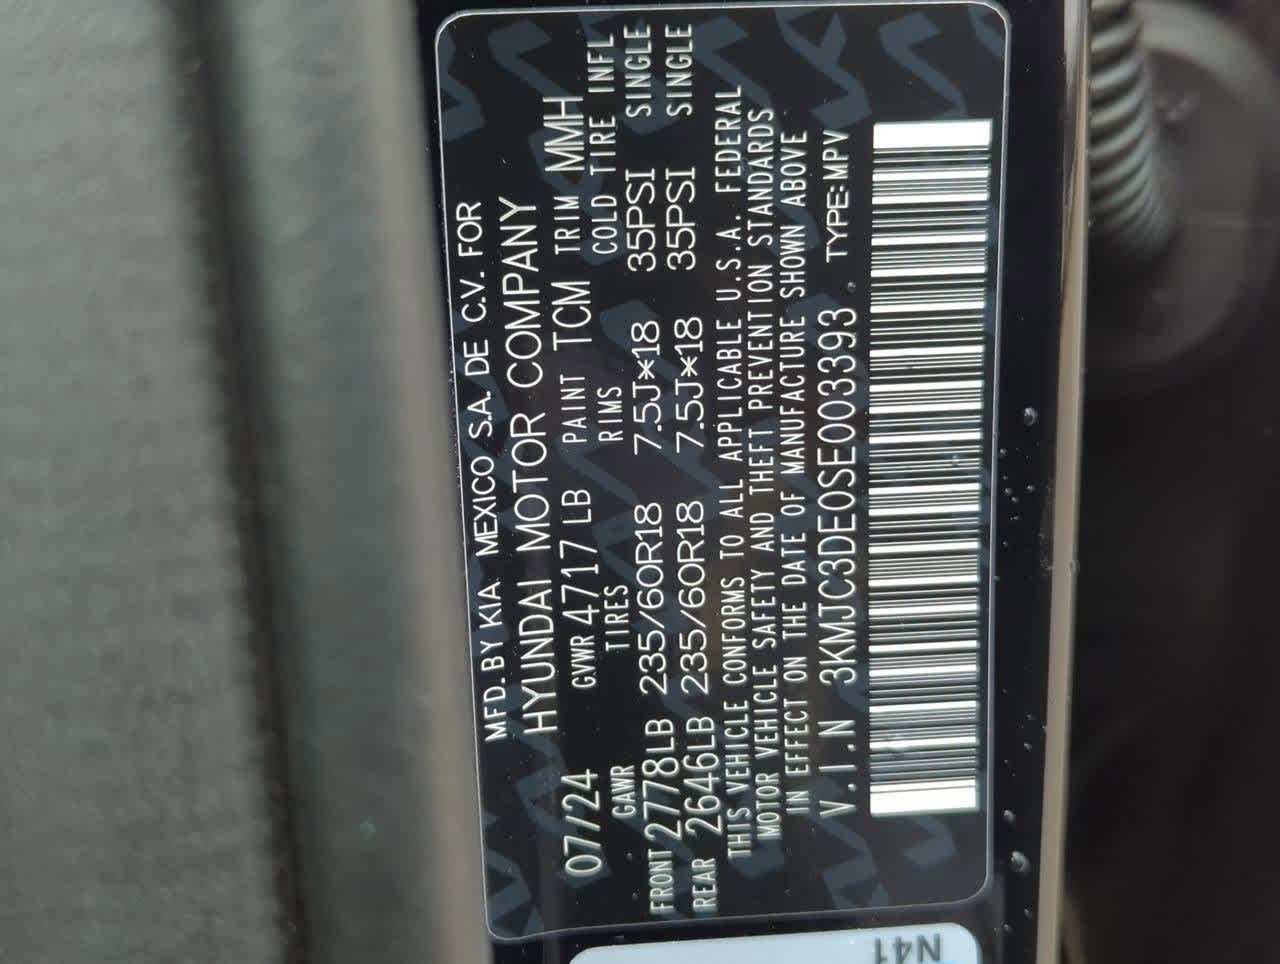 MFD. BY KIA MEXICO S.A. DE C.V. FOR
HYUNDAI MOTOR COMPANY
07/24 GVWR 4717 LB PAINT TCM TRIM MMH
GAWR TIRES RIMS COLD TIRE INFL
FRONT 2778LB 235/60R18 7.5J*18 35PSI SINGLE
REAR 2646LB 235/60R18 7.5J*18 35PSI SINGLE
THIS VEHICLE CONFORMS TO ALL APPLICABLE U.S.A. FEDERAL
MOTOR VEHICLE SAFETY AND THEFT PREVENTION STANDARDS
IN EFFECT ON THE DATE OF MANUFACTURE SHOWN ABOVE
V.I.N 3KMJC3DE0SE003393 TYPE:MPV
N41